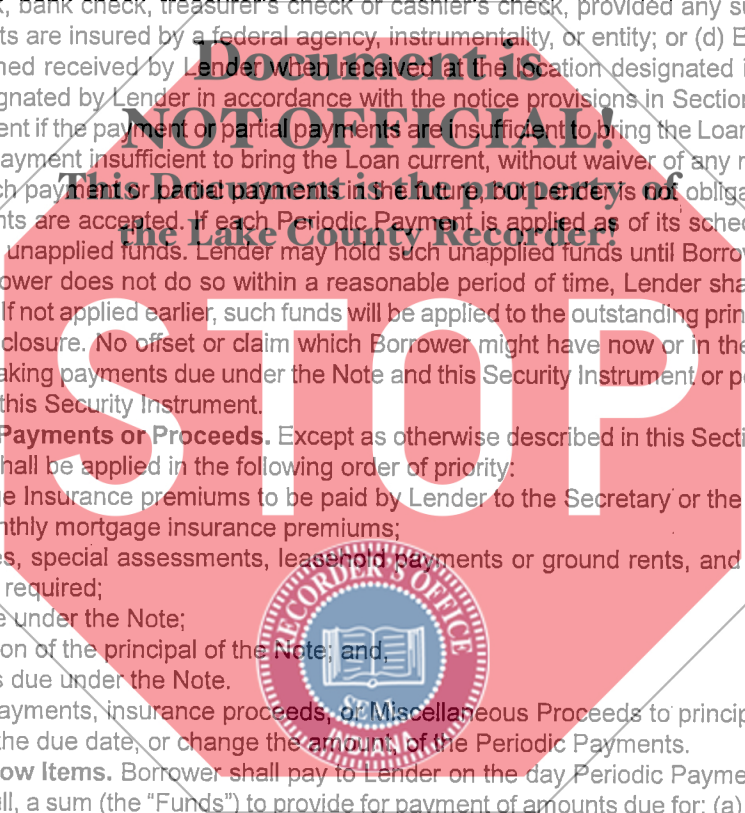 bank check, treasurer's check or cashier's check, provided any su
ts are insured by a federal agency, instrumentality, or entity; or (d) E
Document is
ned received by Lender when received at the location designated i
gnated by Lender in accordance with the notice provisions in Section
NOT OFFICIAL!
ent if the payment or partial payments are insufficient to bring the Loan
ayment insufficient to bring the Loan current, without waiver of any r
This Document is the property of
ch payment or partial payments in the future, but Lender is not obliga
nts are accepted. If each Periodic Payment is applied as of its sched
the Lake County Recorder!
unapplied funds. Lender may hold such unapplied funds until Borrow
ower does not do so within a reasonable period of time, Lender sha
If not applied earlier, such funds will be applied to the outstanding prin
closure. No offset or claim which Borrower might have now or in the
aking payments due under the Note and this Security Instrument or pe
this Security Instrument.
STOP
Payments or Proceeds. Except as otherwise described in this Secti
hall be applied in the following order of priority:
e Insurance premiums to be paid by Lender to the Secretary or the
nthly mortgage insurance premiums;
es, special assessments, leasehold payments or ground rents, and
required;
e under the Note;
on of the principal of the Note; and,
s due under the Note.
RECORDER'S OFFICE
SEAL
INDIANA
ayments, insurance proceeds, or Miscellaneous Proceeds to princip
the due date, or change the amount, of the Periodic Payments.
ow Items. Borrower shall pay to Lender on the day Periodic Payme
ull, a sum (the "Funds") to provide for payment of amounts due for: (a)